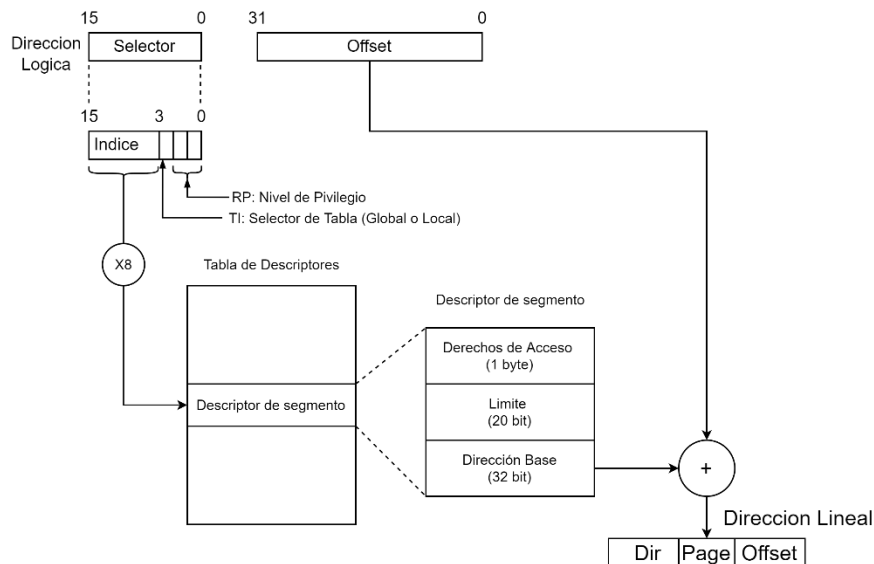 15 0
31 0
Direccion
Logica
Selector
Offset
15 3 0
Indice
RP: Nivel de Pivilegio
TI: Selector de Tabla (Global o Local)
X8
Tabla de Descriptores
Descriptor de segmento
Descriptor de segmento
Derechos de Acceso
(1 byte)
Limite
(20 bit)
Dirección Base
(32 bit)
+
Direccion Lineal
Dir Page Offset